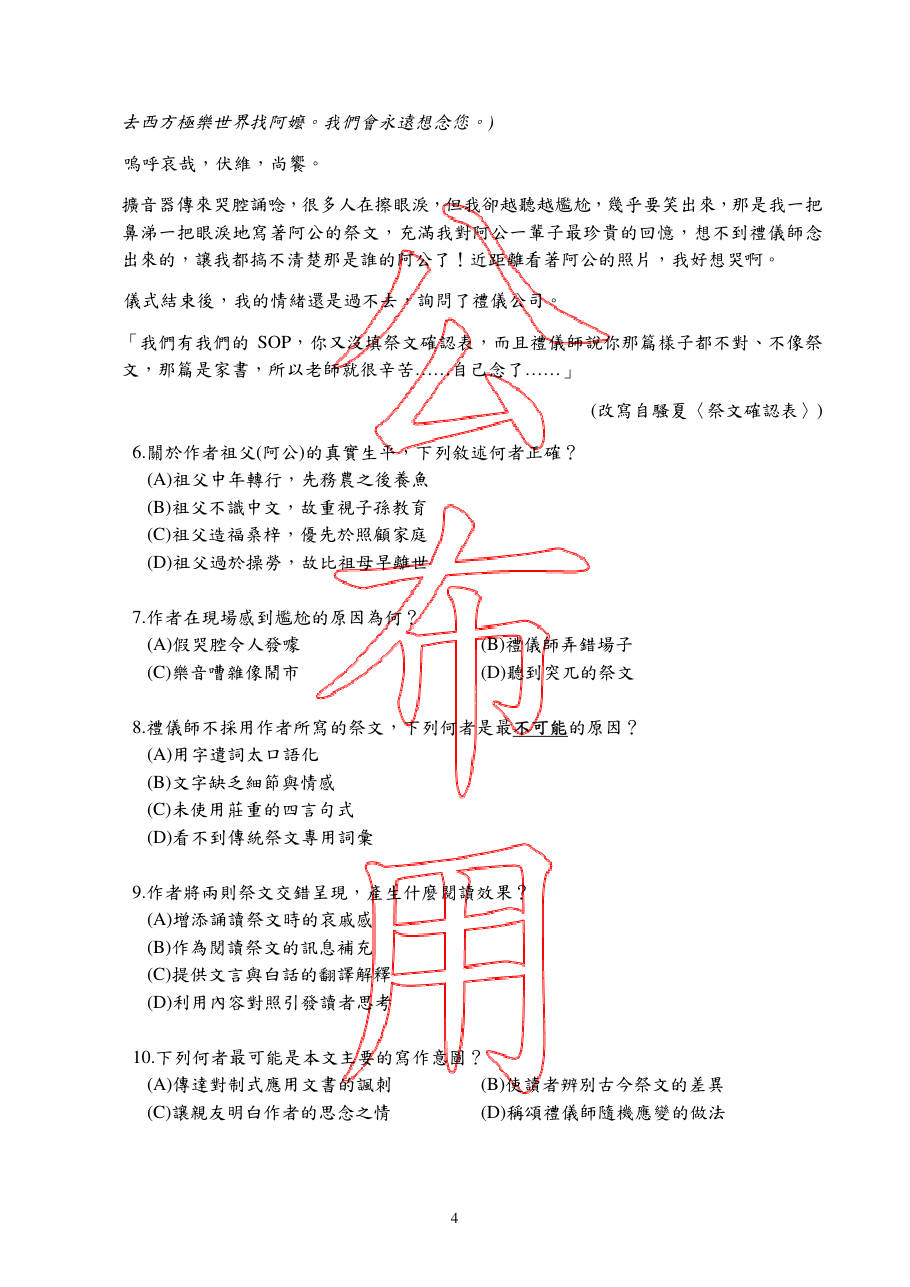 去西方極樂世界找阿嬤。我們會永遠想念您。)
嗚呼哀哉，伏維，尚饗。
擴音器傳來哭腔誦唸，很多人在擦眼淚，但我卻越聽越尷尬，幾乎要笑出來，那是我一把
鼻涕一把眼淚地寫著阿公的祭文，充滿我對阿公一輩子最珍貴的回憶，想不到禮儀師念
出來的，讓我都搞不清楚那是誰的阿公了！近距離看著阿公的照片，我好想哭啊。
儀式結束後，我的情緒還是過不去，詢問了禮儀公司。
「我們有我們的 SOP，你又沒填祭文確認表，而且禮儀師說你那篇樣子都不對、不像祭
文，那篇是家書，所以老師就很辛苦……自己念了……」
(改寫自騷夏〈祭文確認表〉)
6.關於作者祖父(阿公)的真實生平，下列敘述何者正確？
(A)祖父中年轉行，先務農之後養魚
(B)祖父不識中文，故重視子孫教育
(C)祖父造福桑梓，優先於照顧家庭
(D)祖父過於操勞，故比祖母早離世
7.作者在現場感到尷尬的原因為何？
(A)假哭腔令人發噱 (B)禮儀師弄錯場子
(C)樂音嘈雜像鬧市 (D)聽到突兀的祭文
8.禮儀師不採用作者所寫的祭文，下列何者是最不可能的原因？
(A)用字遣詞太口語化
(B)文字缺乏細節與情感
(C)未使用莊重的四言句式
(D)看不到傳統祭文專用詞彙
9.作者將兩則祭文交錯呈現，產生什麼閱讀效果？
(A)增添誦讀祭文時的哀戚感
(B)作為閱讀祭文的訊息補充
(C)提供文言與白話的翻譯解釋
(D)利用內容對照引發讀者思考
10.下列何者最可能是本文主要的寫作意圖？
(A)傳達對制式應用文書的諷刺 (B)使讀者辨別古今祭文的差異
(C)讓親友明白作者的思念之情 (D)稱頌禮儀師隨機應變的做法
公布用
4